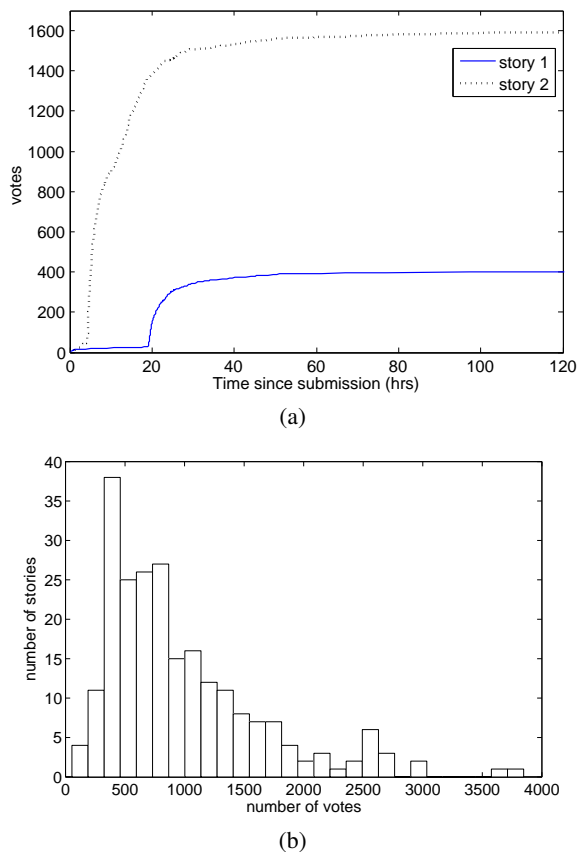 1600
1400
1200
1000
800
600
400
200
0
votes
story 1
story 2
0 20 40 60 80 100 120
Time since submission (hrs)
(a)
40
35
30
25
20
15
10
5
0
number of stories
0 500 1000 1500 2000 2500 3000 3500 4000
number of votes
(b)